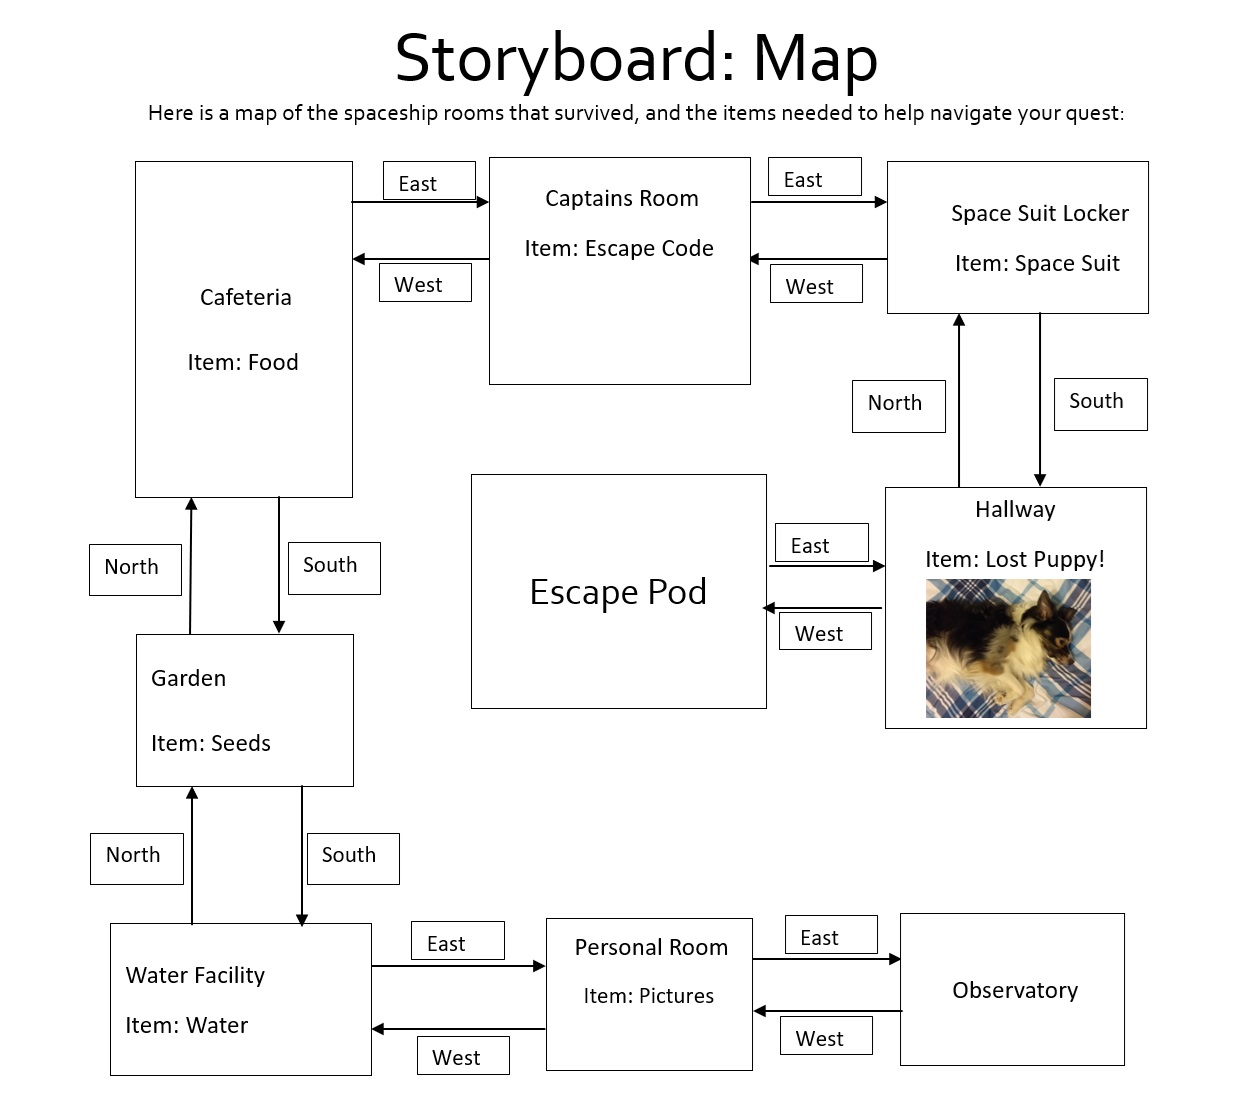 Storyboard: Map
Here is a map of the spaceship rooms that survived, and the items needed to help navigate your quest:
Cafeteria
Item: Food
East
West
Captains Room
Item: Escape Code
East
West
Space Suit Locker
Item: Space Suit
North
South
Hallway
Item: Lost Puppy!
East
West
Escape Pod
North
South
Garden
Item: Seeds
North
South
Water Facility
Item: Water
East
West
Personal Room
Item: Pictures
East
West
Observatory